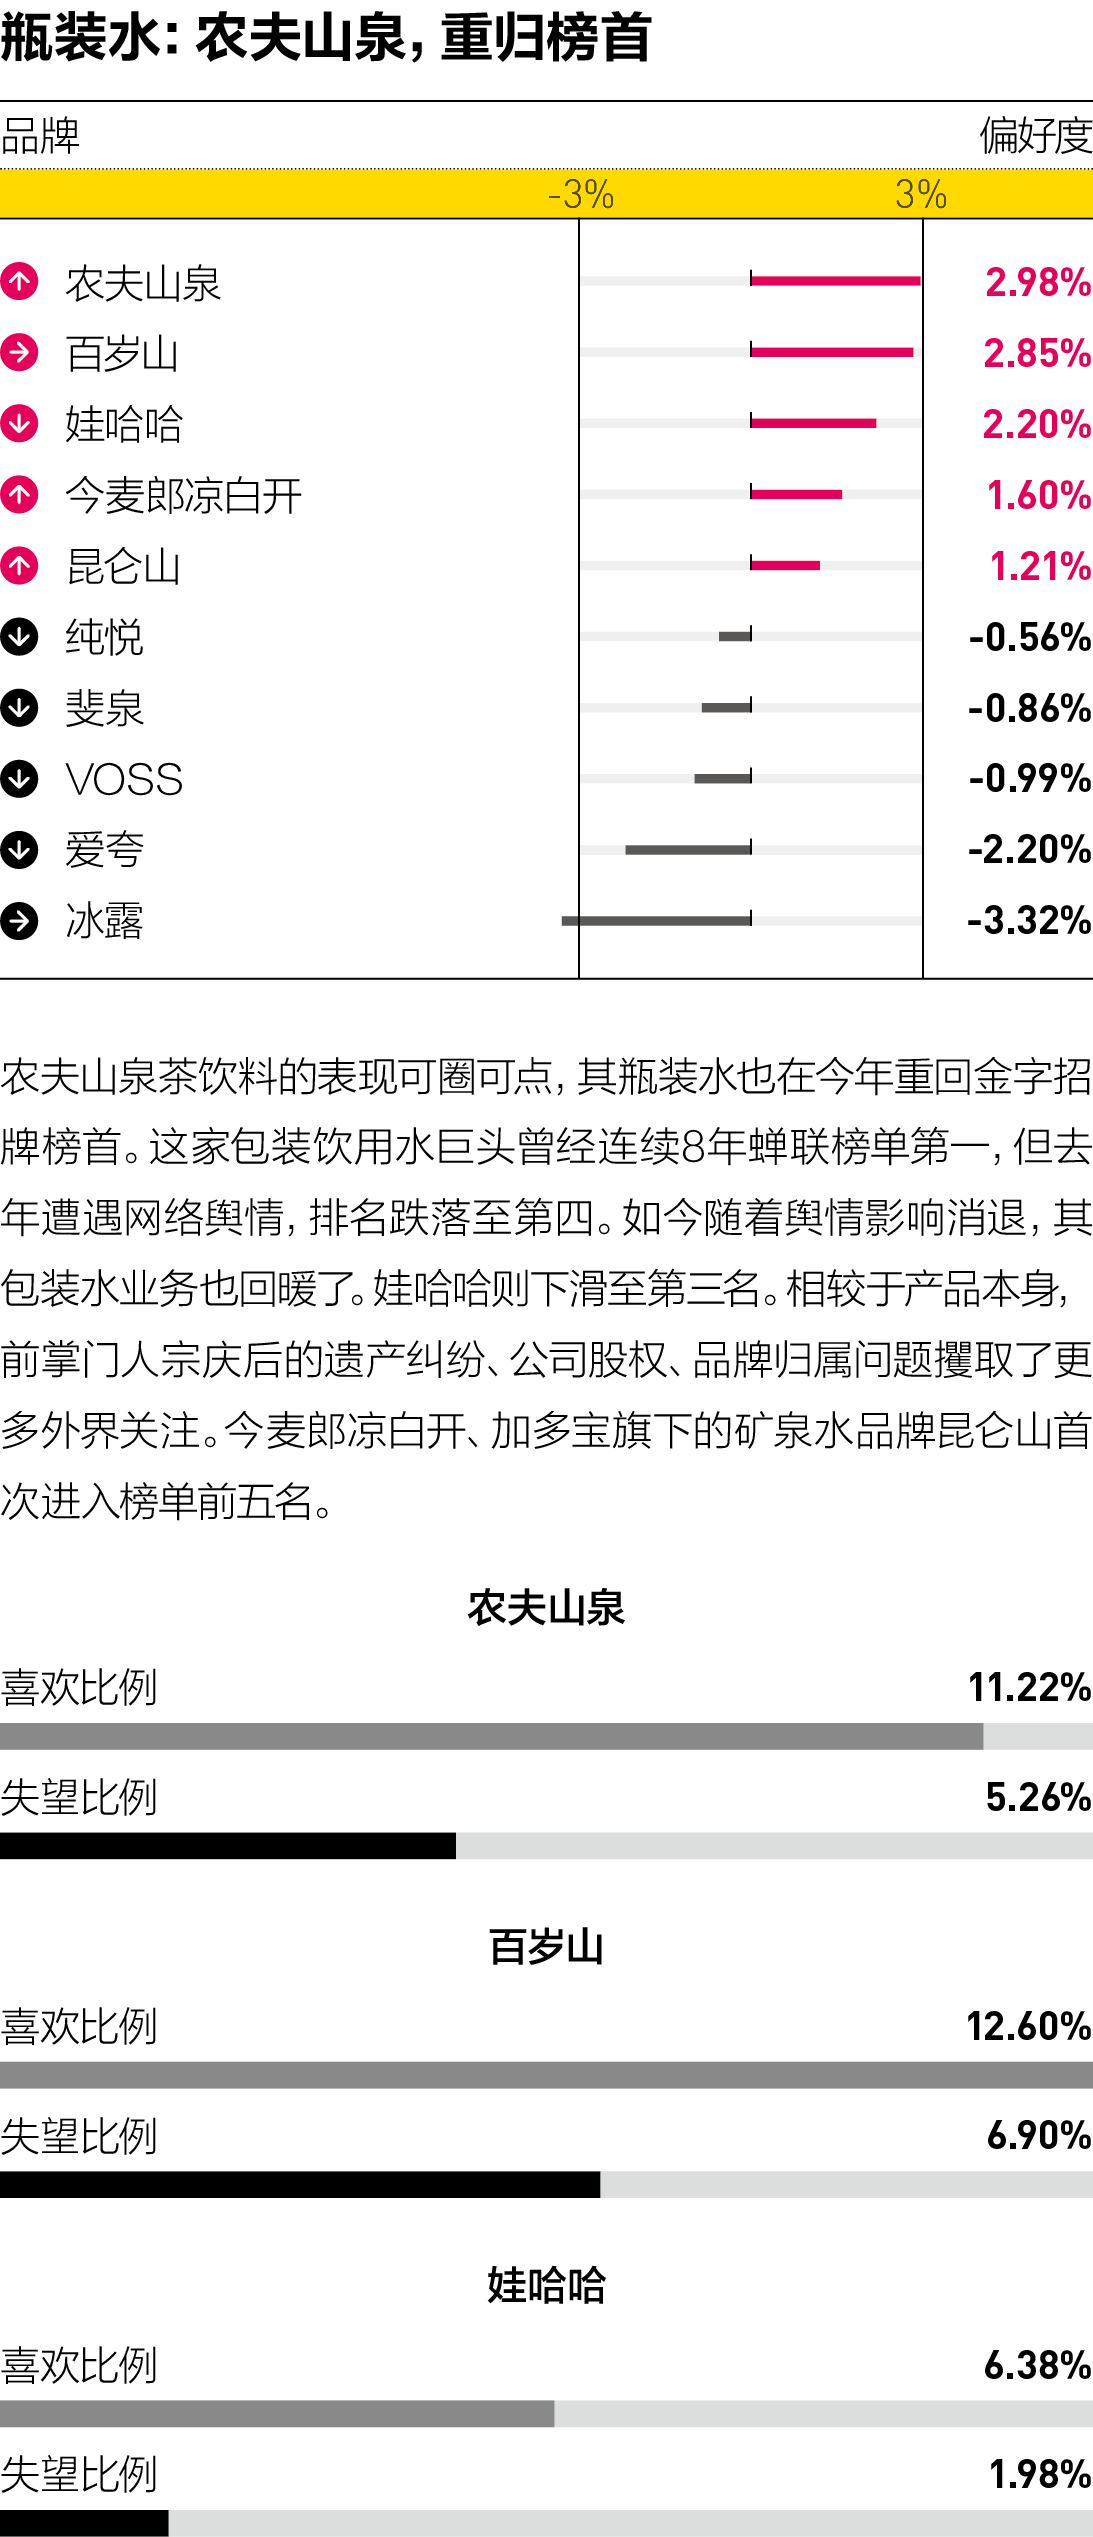 瓶装水：农夫山泉，重归榜首
品牌 偏好度
-3% 3%
农夫山泉 2.98%
百岁山 2.85%
娃哈哈 2.20%
今麦郎凉白开 1.60%
昆仑山 1.21%
纯悦 -0.56%
斐泉 -0.86%
VOSS -0.99%
爱夸 -2.20%
冰露 -3.32%
农夫山泉茶饮料的表现可圈可点，其瓶装水也在今年重回金字招
牌榜首。这家包装饮用水巨头曾经连续8年蝉联榜单第一，但去
年遭遇网络舆情，排名跌落至第四。如今随着舆情影响消退，其
包装水业务也回暖了。娃哈哈则下滑至第三名。相较于产品本身，
前掌门人宗庆后的遗产纠纷、公司股权、品牌归属问题攫取了更
多外界关注。今麦郎凉白开、加多宝旗下的矿泉水品牌昆仑山首
次进入榜单前五名。
农夫山泉
喜欢比例 11.22%
失望比例 5.26%
百岁山
喜欢比例 12.60%
失望比例 6.90%
娃哈哈
喜欢比例 6.38%
失望比例 1.98%